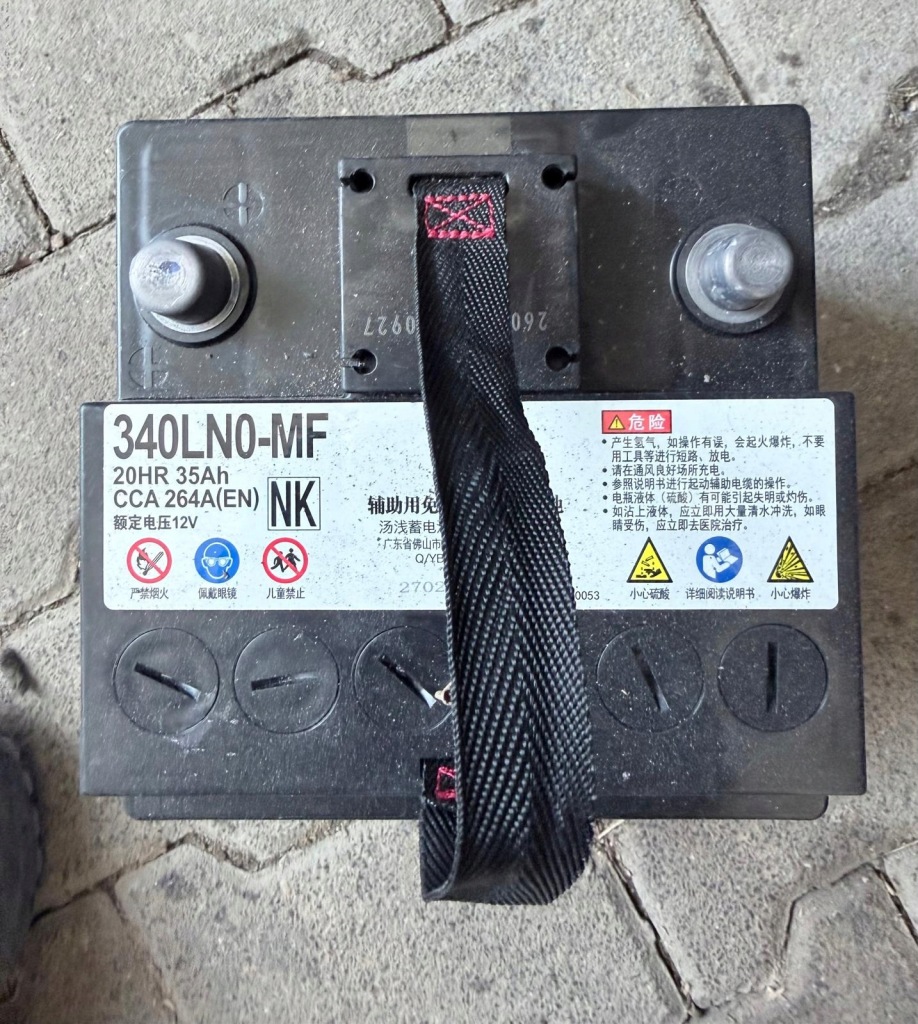 340LN0-MF
20HR 35Ah
CCA 264A(EN)
NK
额定电压12V
严禁烟火
佩戴眼镜
儿童禁止
辅助用免
池
汤浅蓄电
*广东省佛山市
Q/YB
2702
0053
危险
• 产生氢气，如操作有误，会起火爆炸，不要
用工具等进行短路、放电。
• 请在通风良好场所充电。
• 参照说明书进行起动辅助电缆的操作。
• 电瓶液体（硫酸）有可能引起失明或灼伤。
• 如沾上液体，应立即用大量清水冲洗，如眼
睛受伤，应立即去医院治疗。
小心硫酸
详细阅读说明书
小心爆炸
260
0927